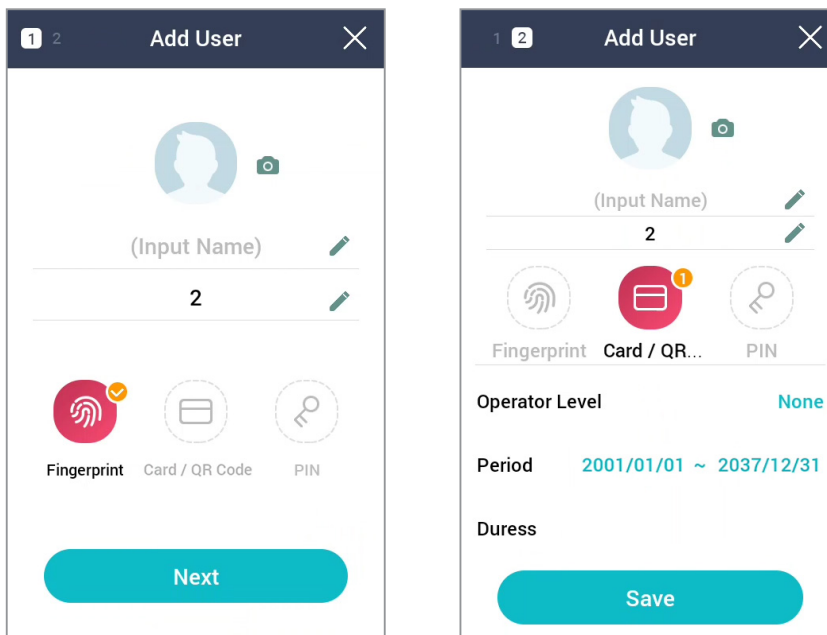 1 2 Add User
(Input Name)
2
Fingerprint Card / QR Code PIN
Next
1 2 Add User
(Input Name)
2
1
Fingerprint Card / QR... PIN
Operator Level None
Period 2001/01/01 ~ 2037/12/31
Duress
Save